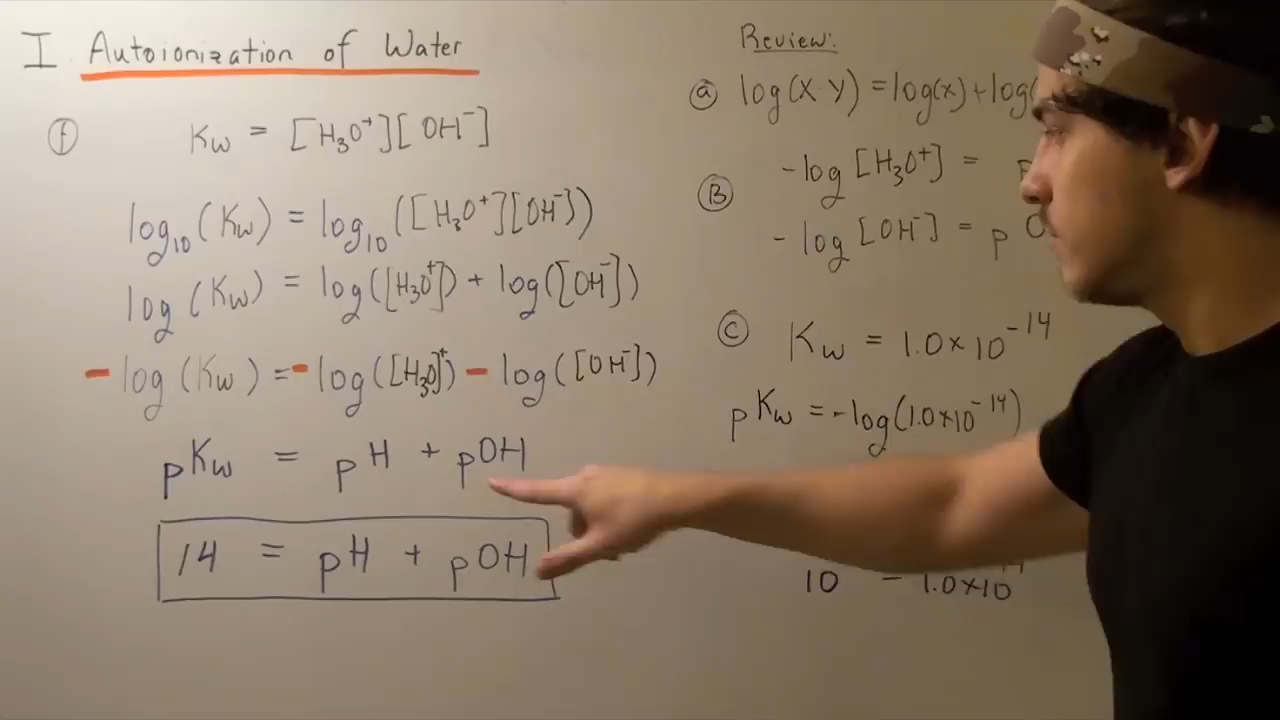 I Autoionization of Water
f Kw = [H₃O⁺][OH⁻]
log₁₀(Kw) = log₁₀([H₃O⁺][OH⁻])
log(Kw) = log([H₃O⁺]) + log([OH⁻])
-log(Kw) = -log([H₃O]⁺) - log([OH⁻])
pKw = pH + pOH
14 = pH + pOH
Review:
a log(X·Y) = log(x) + log(
B -log[H₃O⁺] =
-log[OH⁻] = pO
C Kw = 1.0×10⁻¹⁴
pKw = -log(1.0×10⁻¹⁴)
10 = 1.0×10